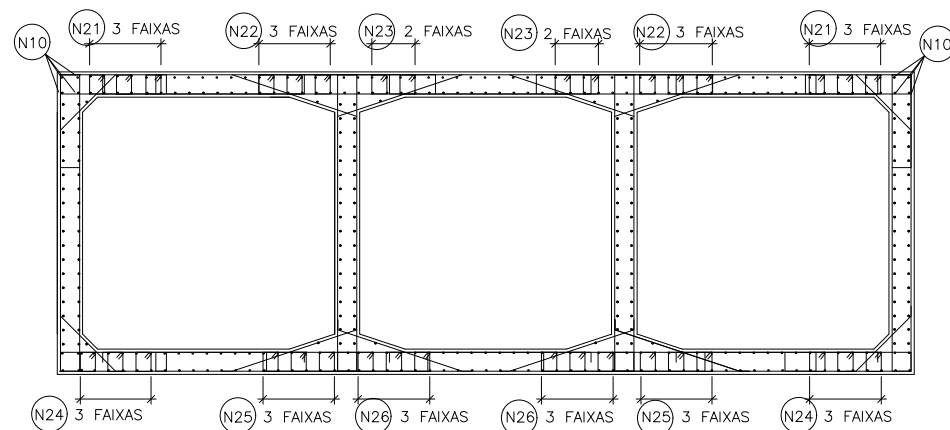 N21 3 FAIXAS
N22 3 FAIXAS
N23 2 FAIXAS
N23 2 FAIXAS
N22 3 FAIXAS
N21 3 FAIXAS
N10
N10
N24 3 FAIXAS
N25 3 FAIXAS
N26 3 FAIXAS
N26 3 FAIXAS
N25 3 FAIXAS
N24 3 FAIXAS